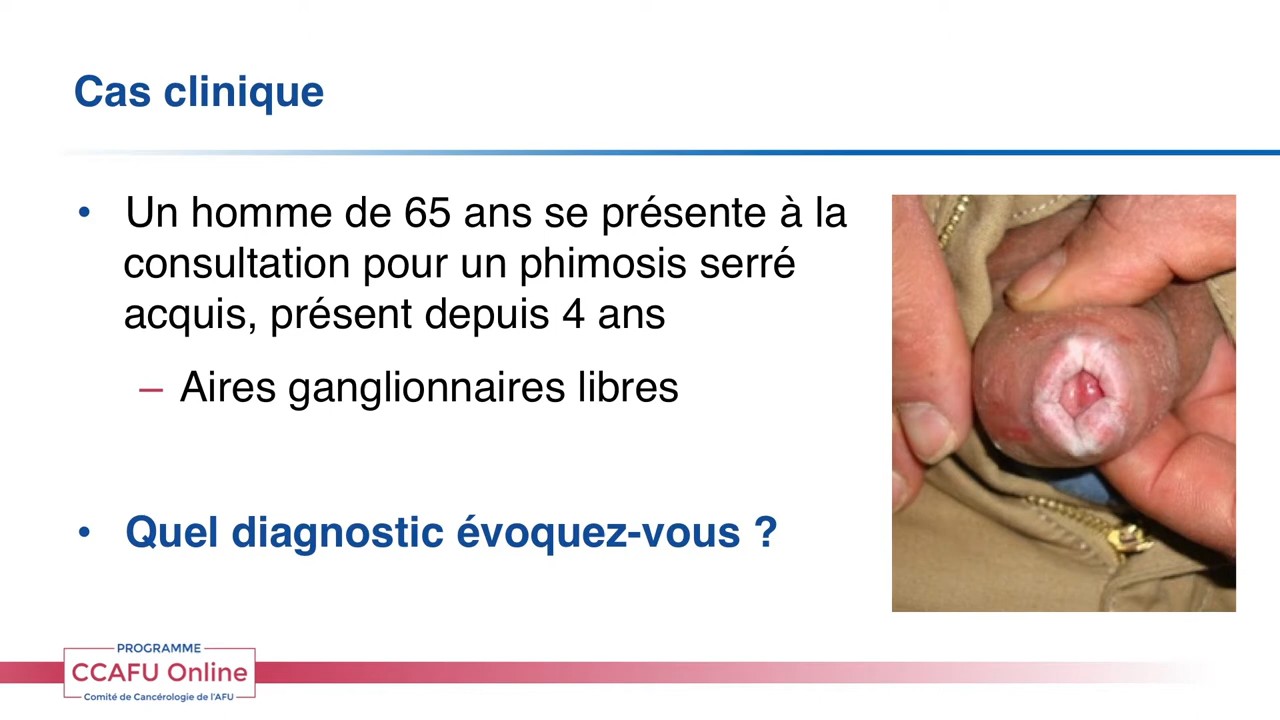 Cas clinique
• Un homme de 65 ans se présente à la
consultation pour un phimosis serré
acquis, présent depuis 4 ans
– Aires ganglionnaires libres
• Quel diagnostic évoquez-vous ?
PROGRAMME
CCAFU Online
Comité de Cancérologie de l'AFU